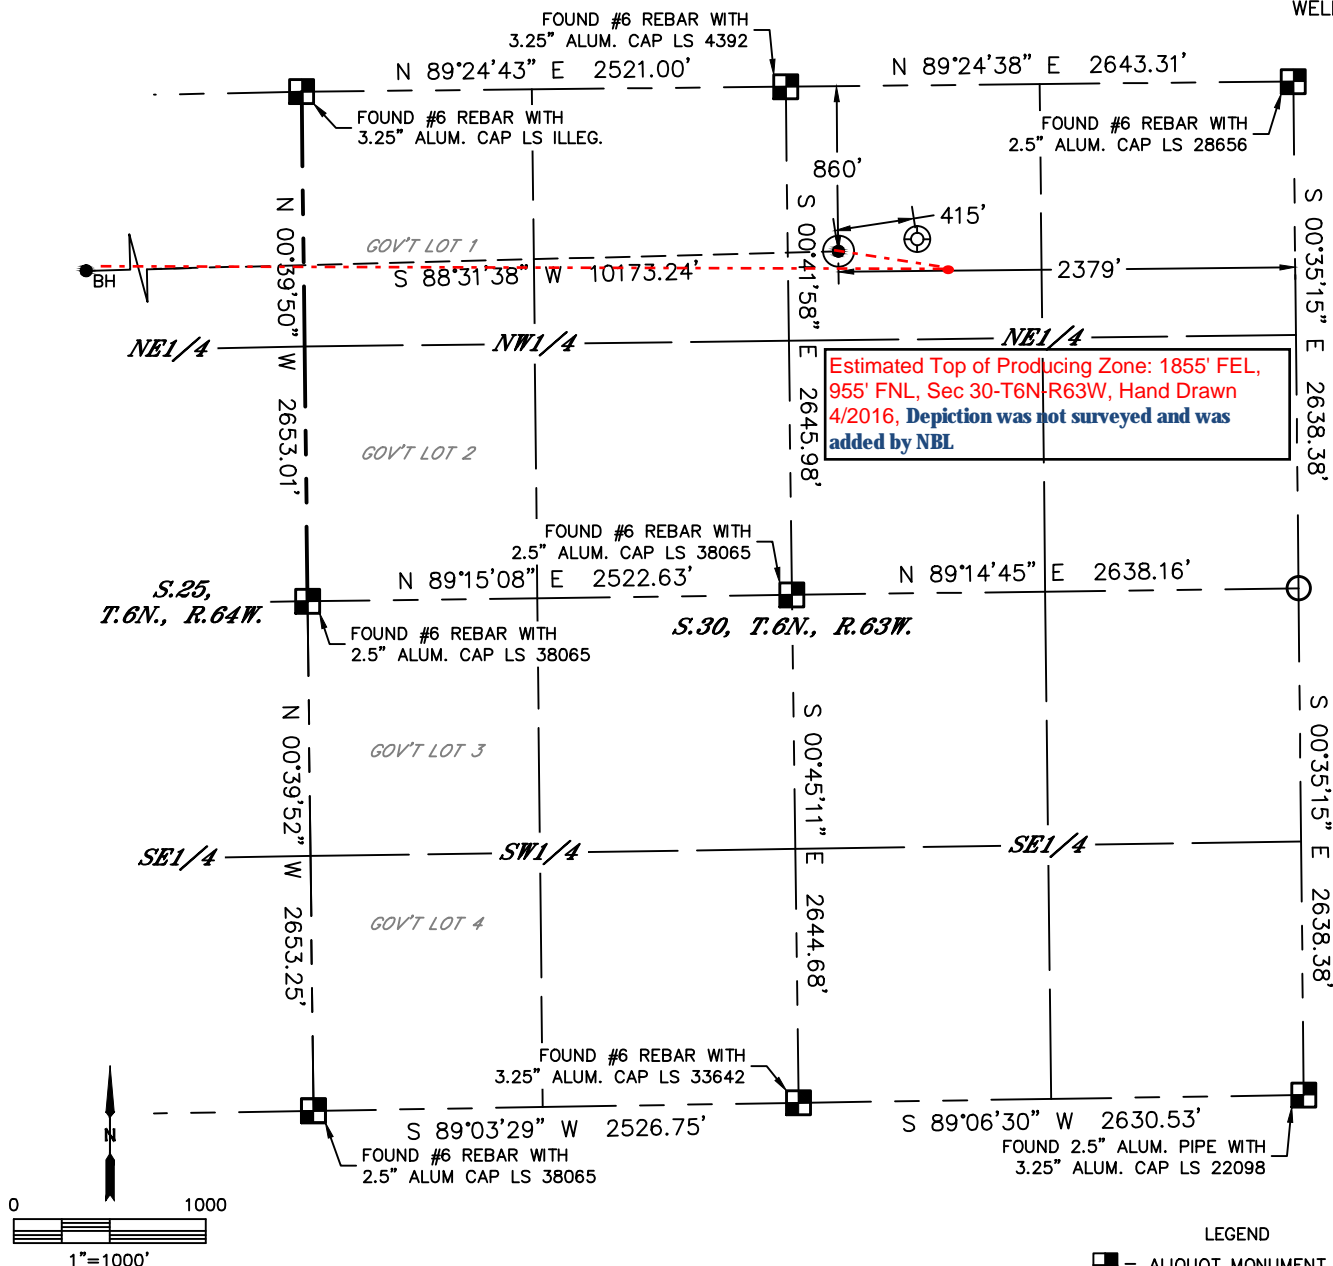 WELL
FOUND #6 REBAR WITH
3.25" ALUM. CAP LS 4392
N 89°24'43" E 2521.00'
N 89°24'38" E 2643.31'
FOUND #6 REBAR WITH
3.25" ALUM. CAP LS ILLEG.
FOUND #6 REBAR WITH
2.5" ALUM. CAP LS 28656
860'
415'
GOV'T LOT 1
BH
S 88°31'38" W 10173.24'
2379'
N 00°39'50" W 2653.01'
S 00°41'58" E 2645.98'
S 00°35'15" E 2638.38'
NE1/4
NW1/4
NE1/4
Estimated Top of Producing Zone: 1855' FEL,
955' FNL, Sec 30-T6N-R63W, Hand Drawn
4/2016, Depiction was not surveyed and was
added by NBL
GOV'T LOT 2
FOUND #6 REBAR WITH
2.5" ALUM. CAP LS 38065
N 89°15'08" E 2522.63'
N 89°14'45" E 2638.16'
S.25,
T.6N., R.64W.
S.30, T.6N., R.63W.
FOUND #6 REBAR WITH
2.5" ALUM. CAP LS 38065
N 00°39'52" W 2653.25'
S 00°45'11" E 2644.68'
S 00°35'15" E 2638.38'
GOV'T LOT 3
SE1/4
SW1/4
SE1/4
GOV'T LOT 4
FOUND #6 REBAR WITH
3.25" ALUM. CAP LS 33642
N
S 89°03'29" W 2526.75'
S 89°06'30" W 2630.53'
FOUND #6 REBAR WITH
2.5" ALUM CAP LS 38065
FOUND 2.5" ALUM. PIPE WITH
3.25" ALUM. CAP LS 22098
0 1000
1"=1000'
LEGEND
= ALIQUOT MONUMENT